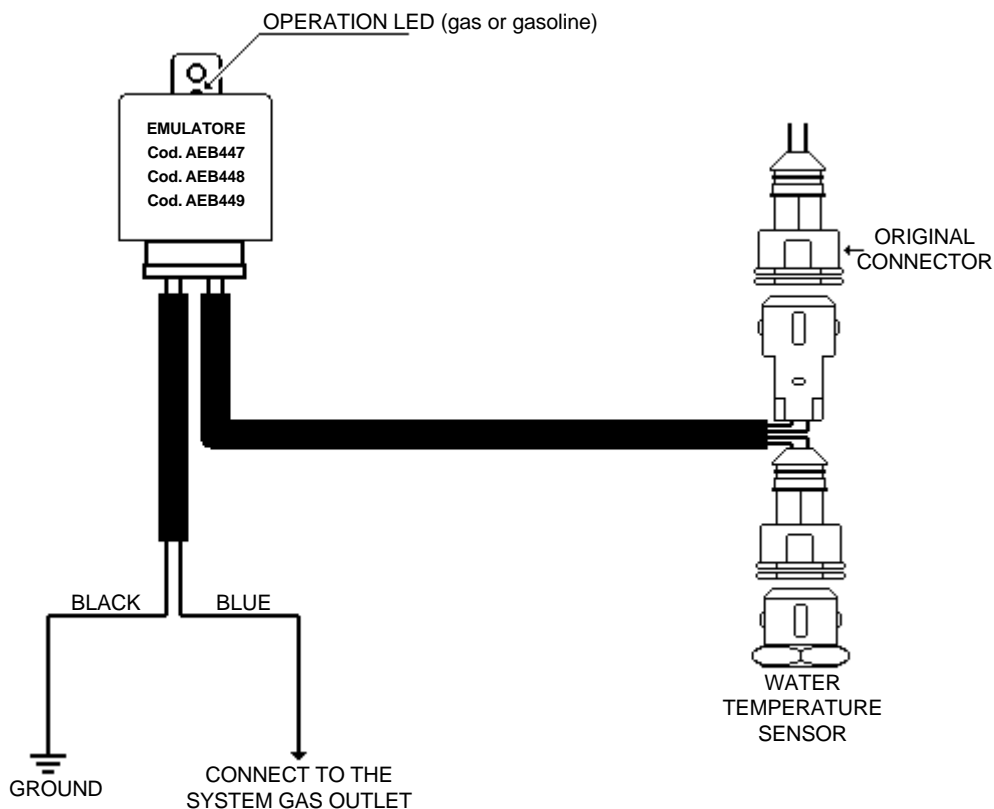 OPERATION LED (gas or gasoline)
EMULATORE
Cod. AEB447
Cod. AEB448
Cod. AEB449
ORIGINAL
CONNECTOR
BLACK
BLUE
WATER
TEMPERATURE
SENSOR
GROUND
CONNECT TO THE
SYSTEM GAS OUTLET